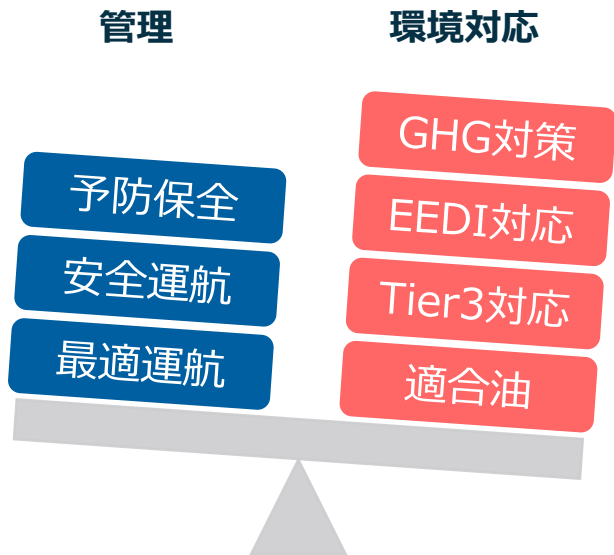 管理
環境対応
予防保全
安全運航
最適運航
GHG対策
EEDI対応
Tier3対応
適合油